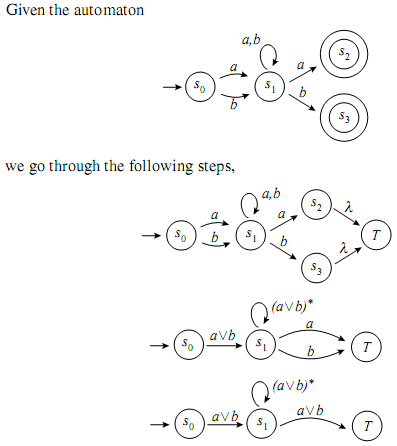 Given the automaton
a,b
s₀ a s₁ a s₂
b b s₃
we go through the following steps,
a,b
s₀ a s₁ a s₂ λ T
b b s₃ λ
(a∨b)*
s₀ a∨b s₁ a T
b
(a∨b)*
s₀ a∨b s₁ a∨b T